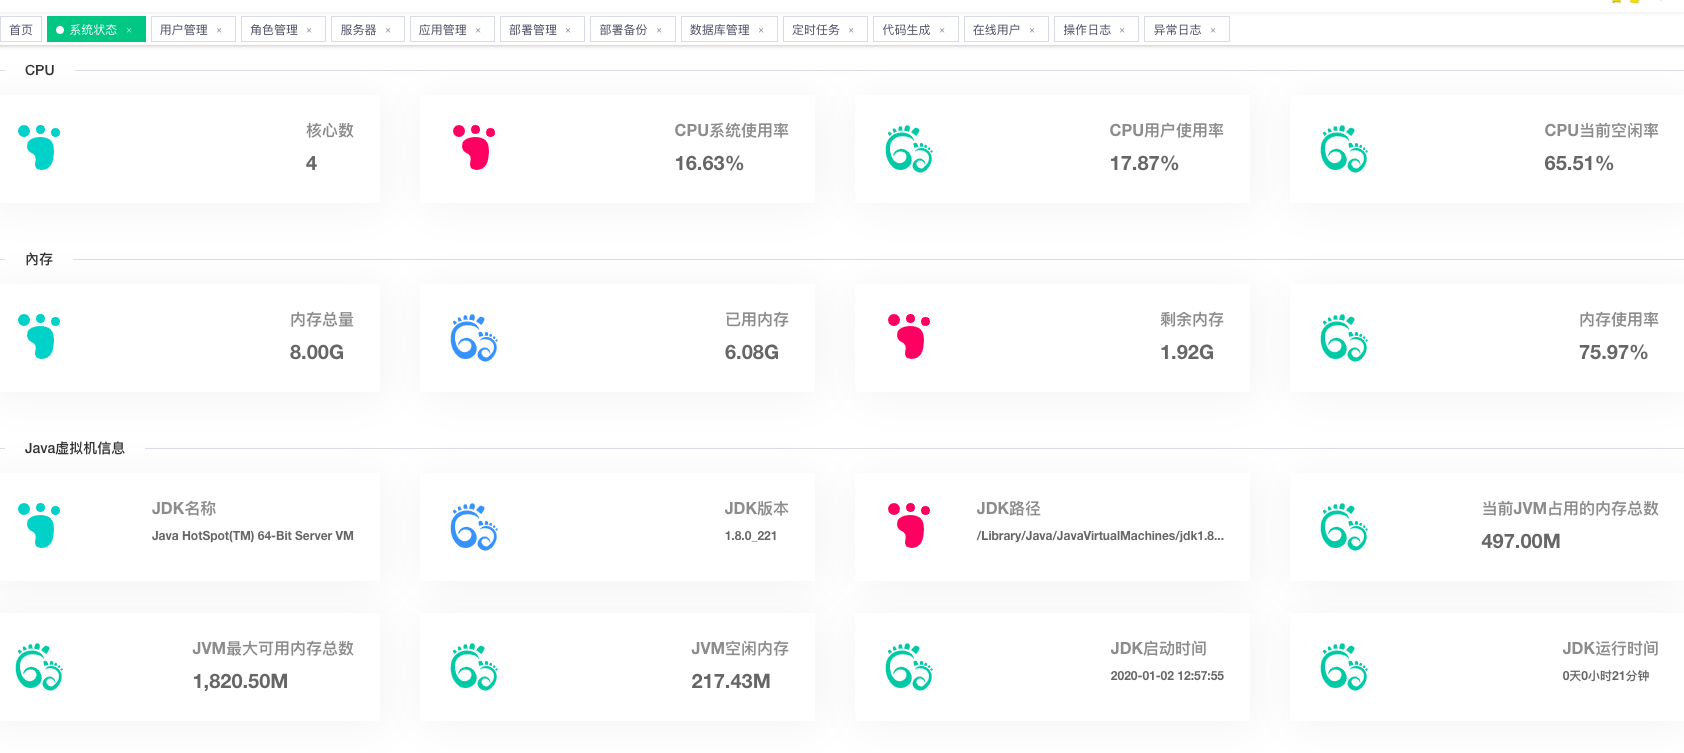 首页 系统状态 × 用户管理 × 角色管理 × 服务器 × 应用管理 × 部署管理 × 部署备份 × 数据库管理 × 定时任务 × 代码生成 × 在线用户 × 操作日志 × 异常日志 ×
CPU
核心数
4
CPU系统使用率
16.63%
CPU用户使用率
17.87%
CPU当前空闲率
65.51%
內存
内存总量
8.00G
已用内存
6.08G
剩余内存
1.92G
内存使用率
75.97%
Java虚拟机信息
JDK名称
Java HotSpot(TM) 64-Bit Server VM
JDK版本
1.8.0_221
JDK路径
/Library/Java/JavaVirtualMachines/jdk1.8...
当前JVM占用的内存总数
497.00M
JVM最大可用内存总数
1,820.50M
JVM空闲内存
217.43M
JDK启动时间
2020-01-02 12:57:55
JDK运行时间
0天0小时21分钟